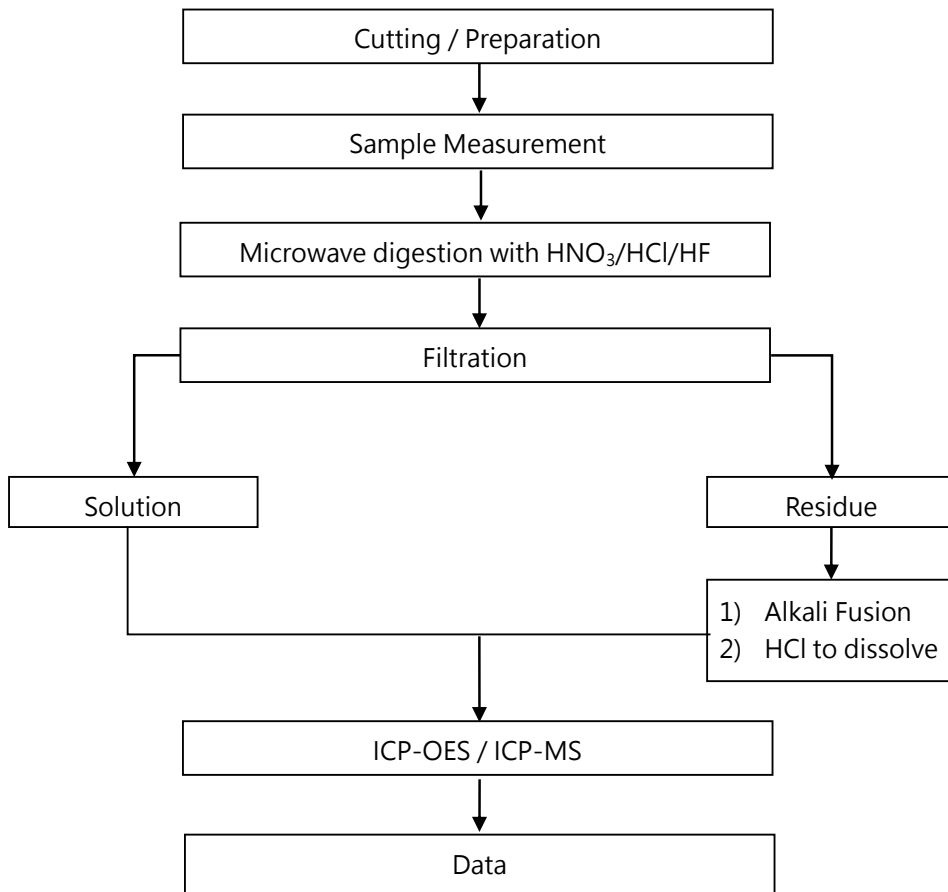 Cutting / Preparation
Sample Measurement
Microwave digestion with HNO₃/HCl/HF
Filtration
Solution
Residue
1) Alkali Fusion
2) HCl to dissolve
ICP-OES / ICP-MS
Data